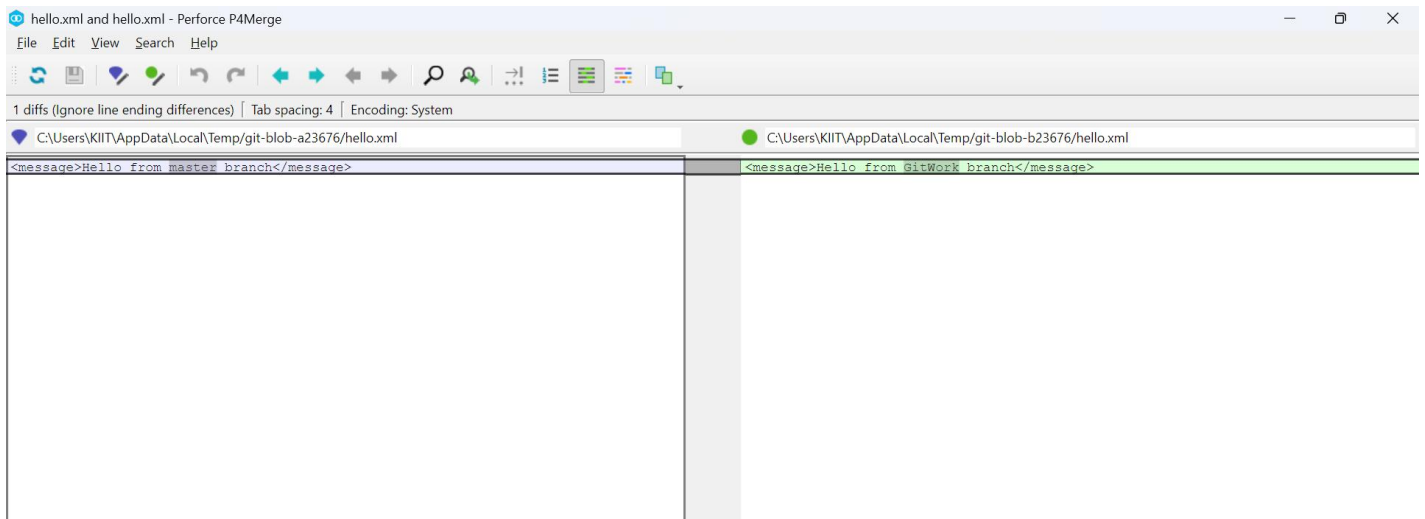 hello.xml and hello.xml - Perforce P4Merge
File Edit View Search Help
1 diffs (Ignore line ending differences) Tab spacing: 4 Encoding: System
C:\Users\KIIT\AppData\Local\Temp/git-blob-a23676/hello.xml
C:\Users\KIIT\AppData\Local\Temp/git-blob-b23676/hello.xml
<message>Hello from master branch</message>
<message>Hello from GitWork branch</message>